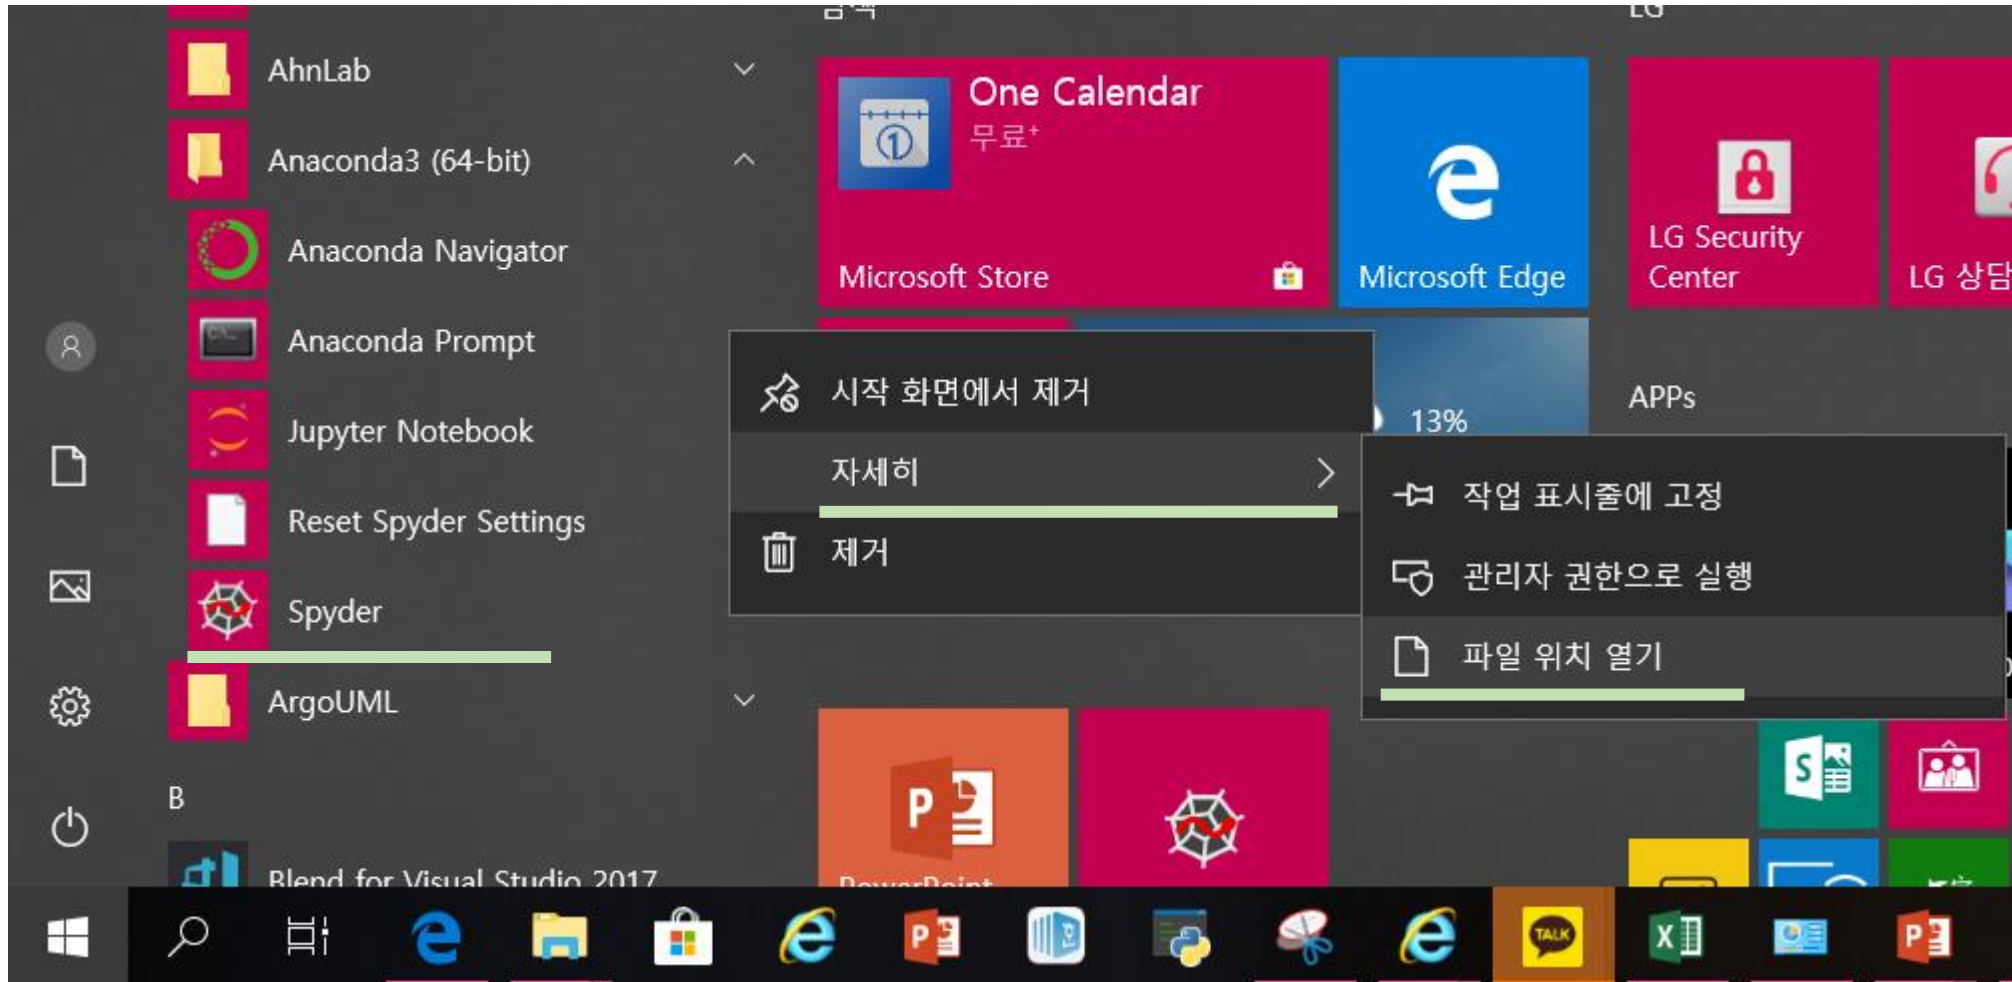 LG
AhnLab
Anaconda3 (64-bit)
Anaconda Navigator
Anaconda Prompt
Jupyter Notebook
Reset Spyder Settings
Spyder
ArgoUML
B
Blend for Visual Studio 2017
One Calendar
무료+
Microsoft Store
Microsoft Edge
LG Security
Center
LG 상담
시작 화면에서 제거
자세히
제거
13%
APPs
작업 표시줄에 고정
관리자 권한으로 실행
파일 위치 열기
PowerPoint
TALK